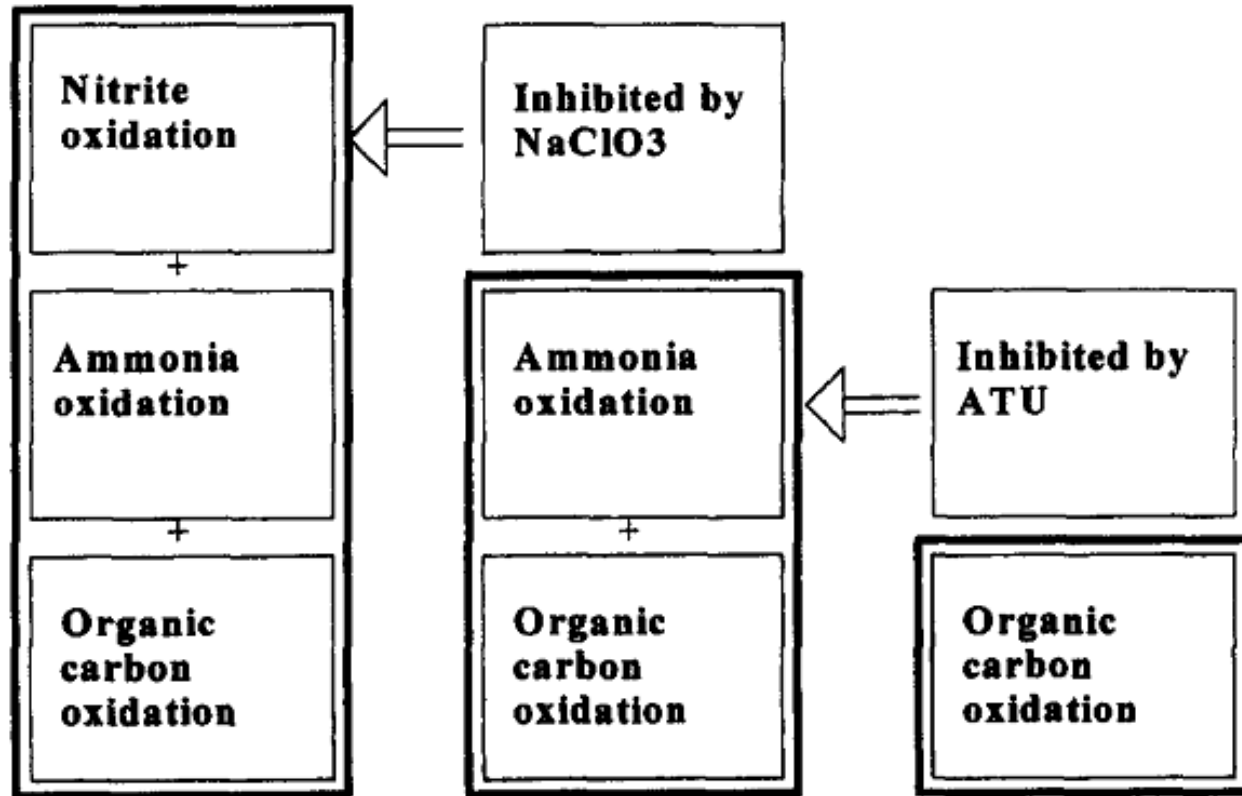 Nitrite
oxidation
Inhibited by
NaClO3
+
Ammonia
oxidation
Ammonia
oxidation
Inhibited by
ATU
+
+
Organic
carbon
oxidation
Organic
carbon
oxidation
Organic
carbon
oxidation